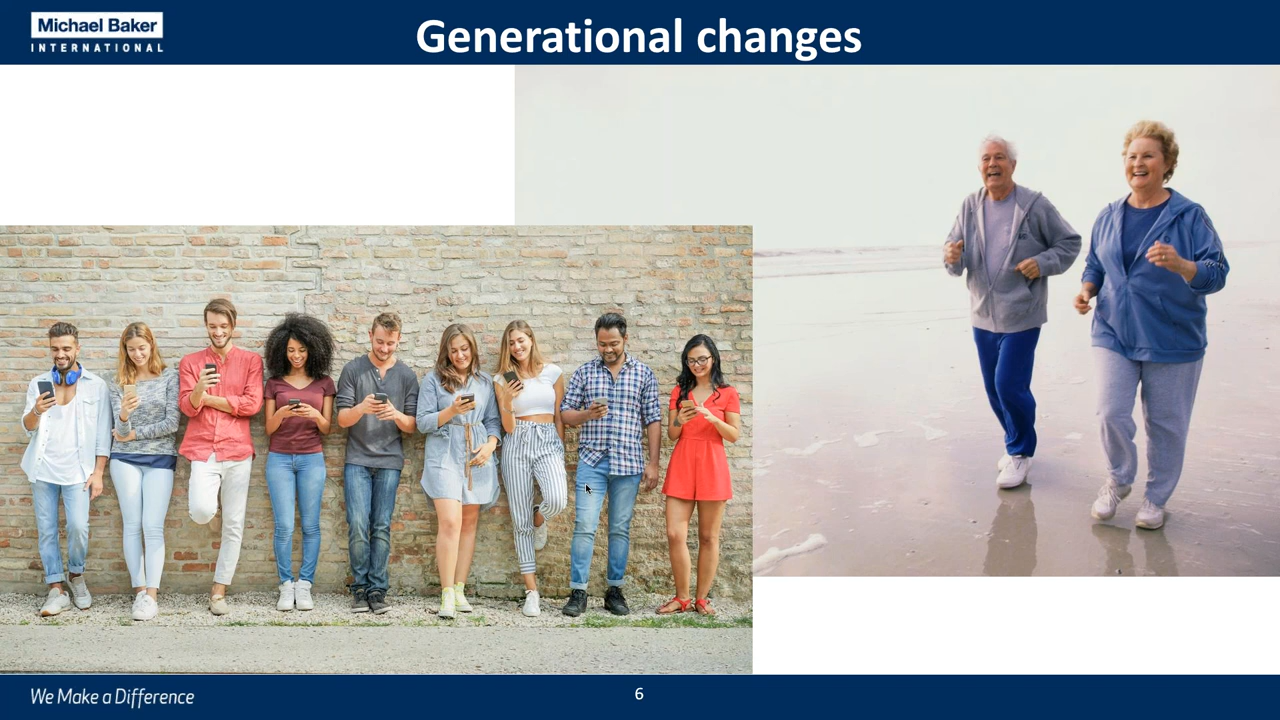 Michael Baker
INTERNATIONAL
Generational changes
We Make a Difference
6